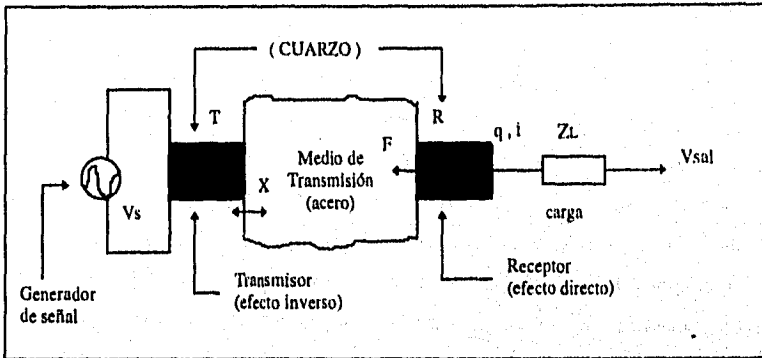 ( CUARZO )
T
R
q , i
ZL
F
Medio de
Transmisión
(acero)
X
Vs
Vsal
carga
Generador
de señal
Transmisor
(efecto inverso)
Receptor
(efecto directo)